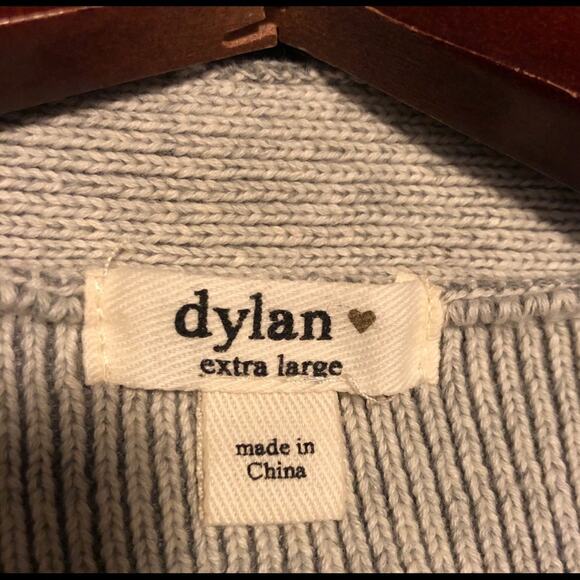 dylan
extra large
made in
China